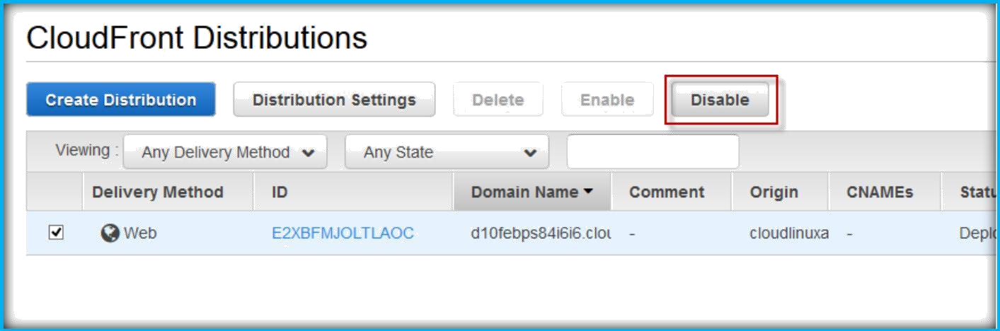 CloudFront Distributions
Create Distribution Distribution Settings Delete Enable Disable
Viewing : Any Delivery Method Any State
Delivery Method ID Domain Name Comment Origin CNAMEs Statu
Web E2XBFMJOLTLAOC d10febps84i6i6.clou - cloudlinuxa - Deplo